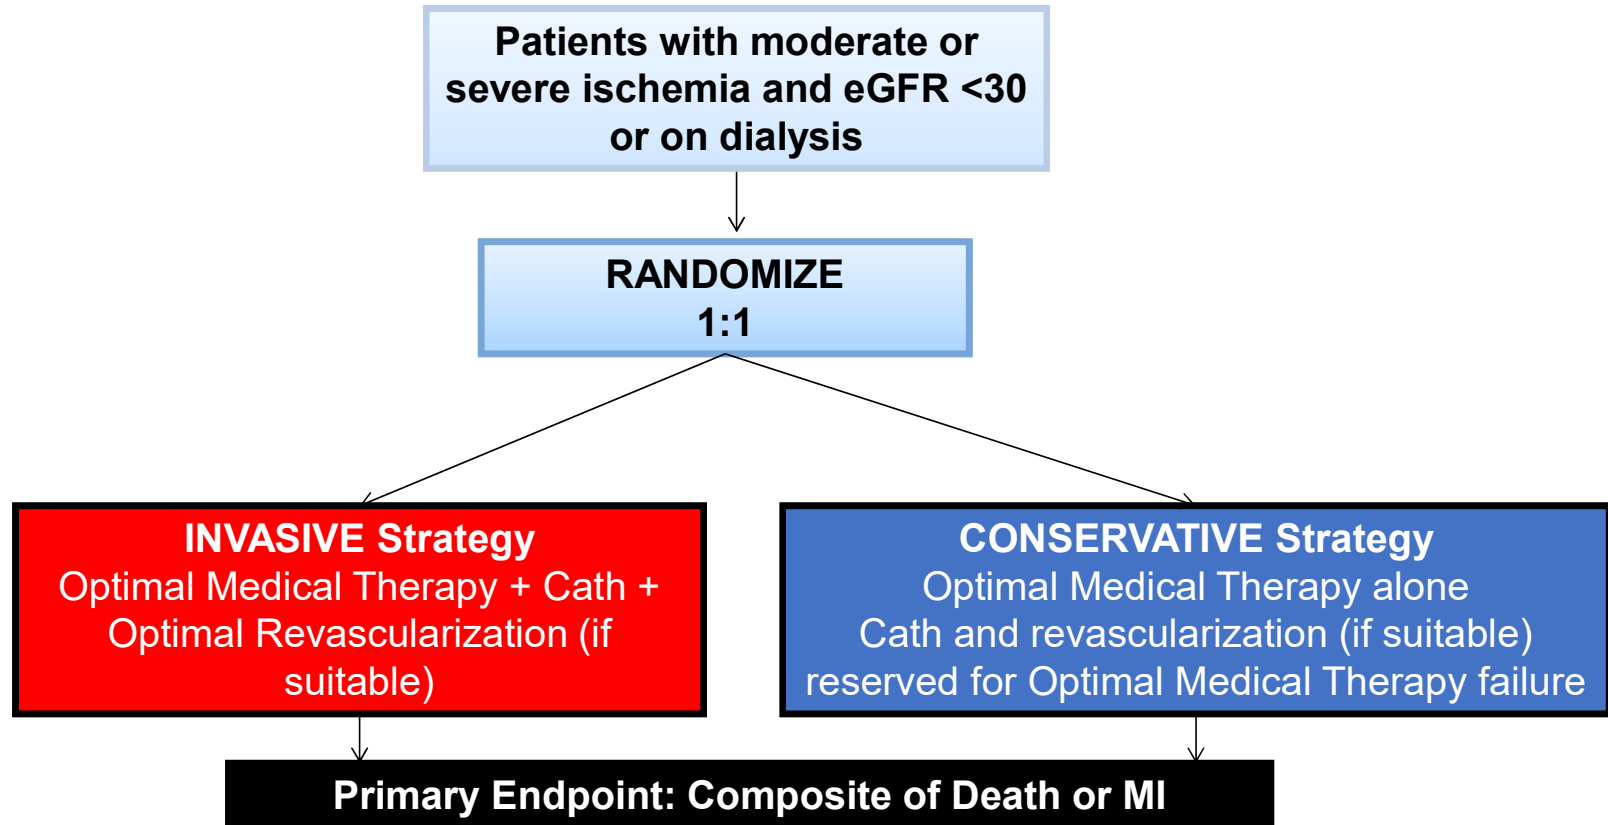 Patients with moderate or
severe ischemia and eGFR <30
or on dialysis
RANDOMIZE
1:1
INVASIVE Strategy
Optimal Medical Therapy + Cath +
Optimal Revascularization (if
suitable)
CONSERVATIVE Strategy
Optimal Medical Therapy alone
Cath and revascularization (if suitable)
reserved for Optimal Medical Therapy failure
Primary Endpoint: Composite of Death or MI